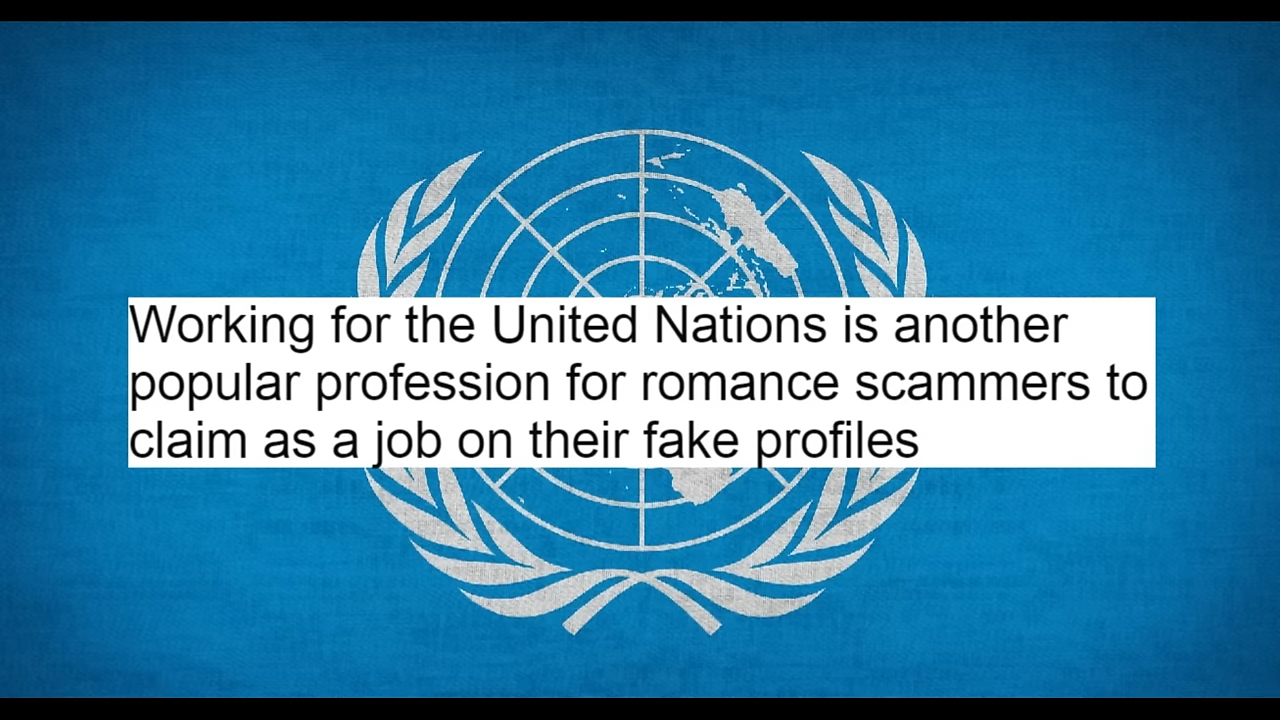 Working for the United Nations is another
popular profession for romance scammers to
claim as a job on their fake profiles